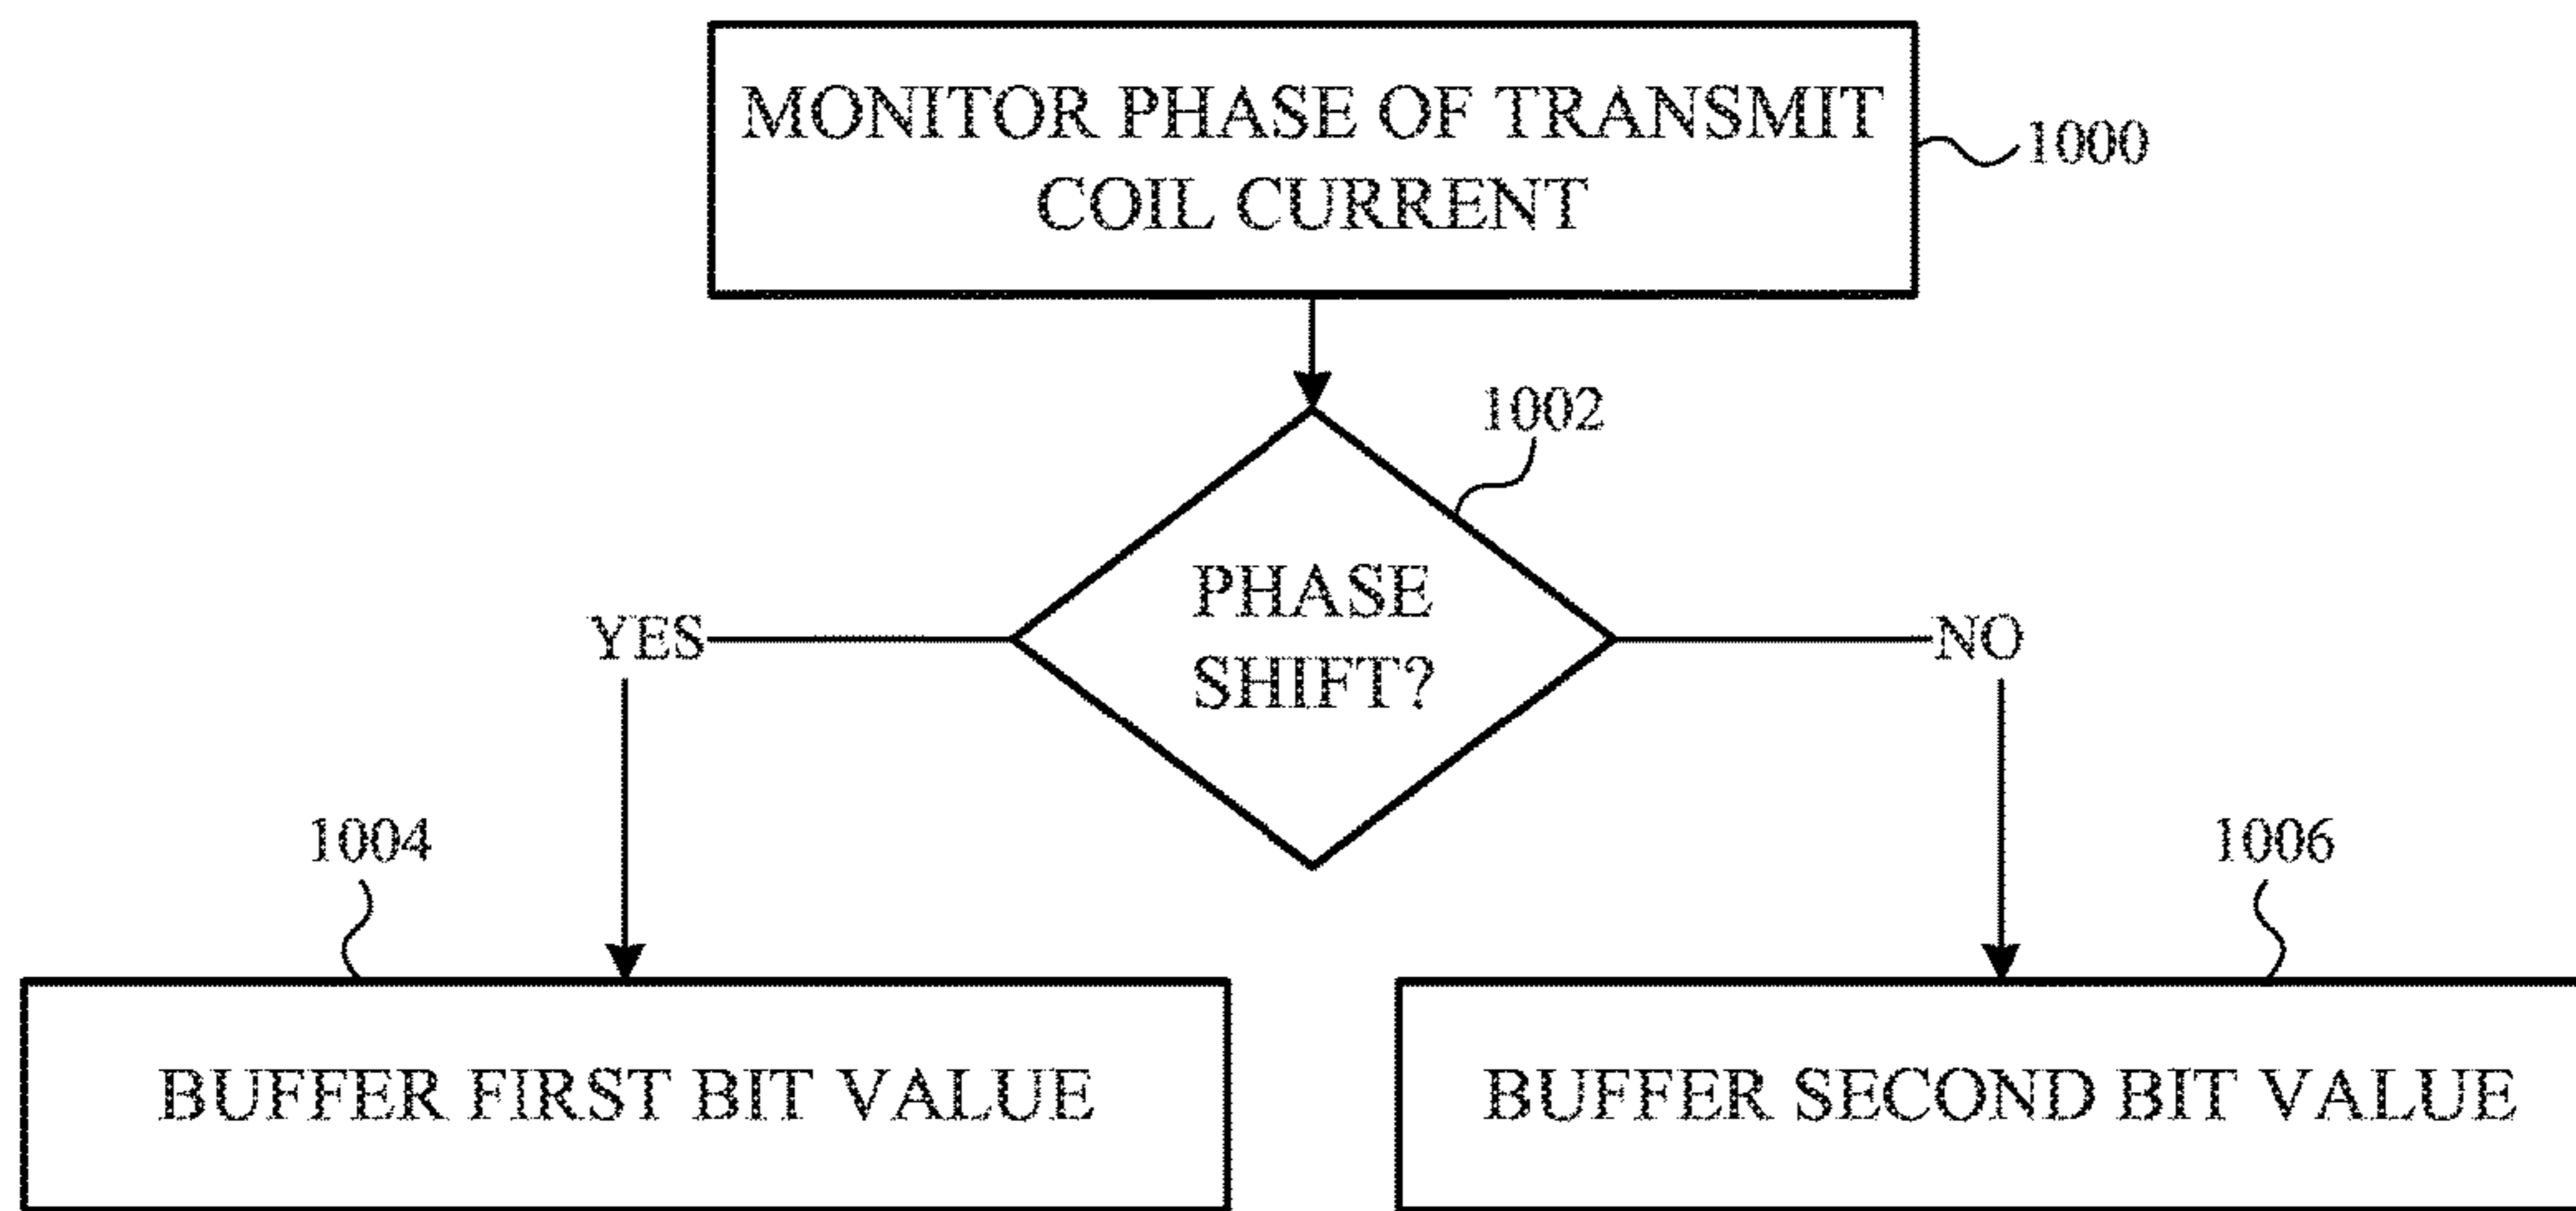 MONITOR PHASE OF TRANSMIT
COIL CURRENT
1000
1002
PHASE
SHIFT?
YES
NO
1004
1006
BUFFER FIRST BIT VALUE
BUFFER SECOND BIT VALUE